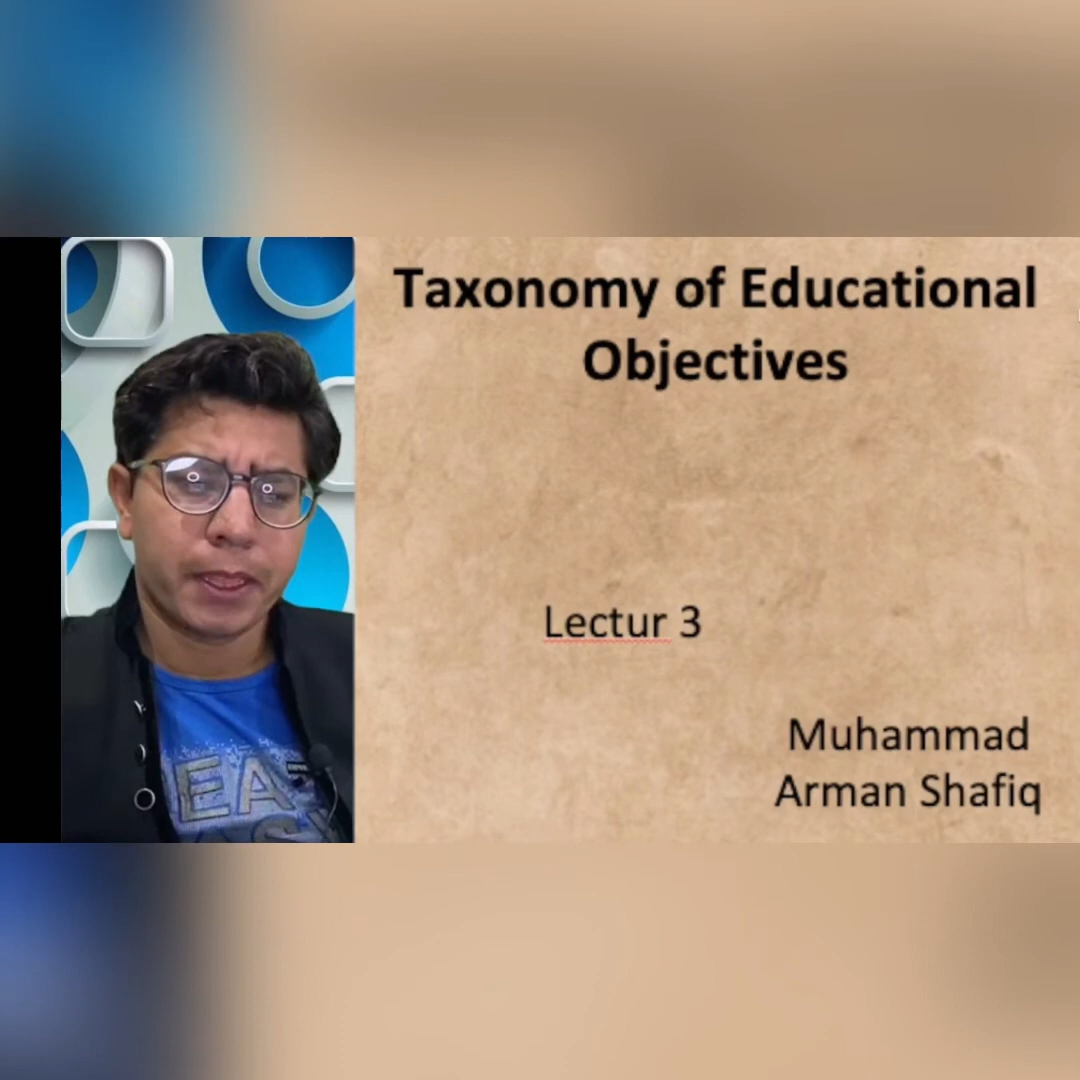 Taxonomy of Educational
Objectives
Lectur 3
Muhammad
Arman Shafiq